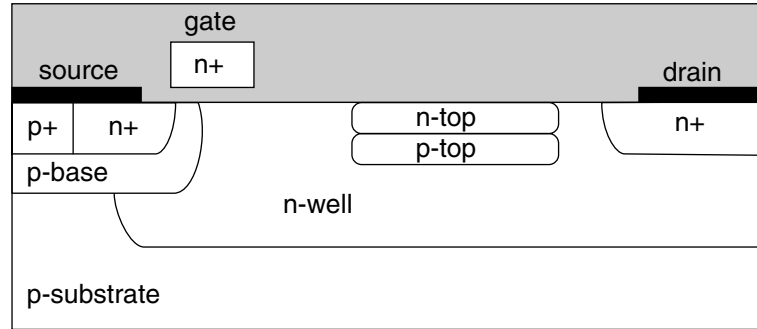 gate
n+
source
drain
p+
n+
n-top
n+
p-top
p-base
n-well
p-substrate